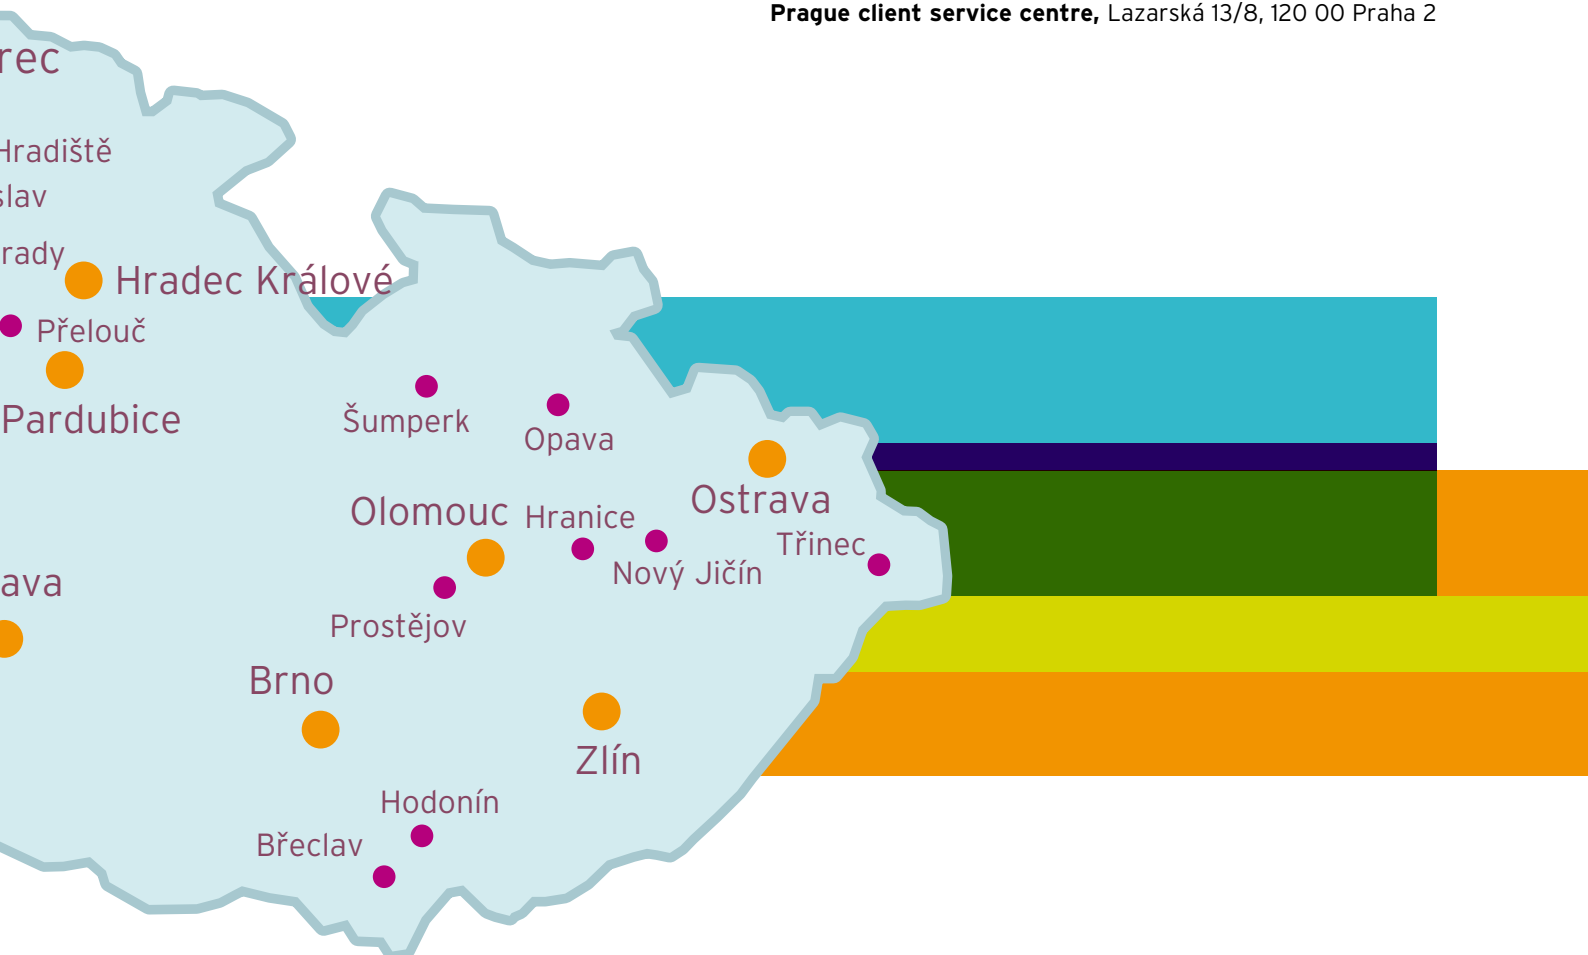 Prague client service centre, Lazarská 13/8, 120 00 Praha 2
rec
Hradiště
slav
rady
Hradec Králové
Přelouč
Pardubice
Šumperk
Opava
Ostrava
Olomouc
Hranice
Třinec
Nový Jičín
ava
Prostějov
Brno
Zlín
Hodonín
Břeclav